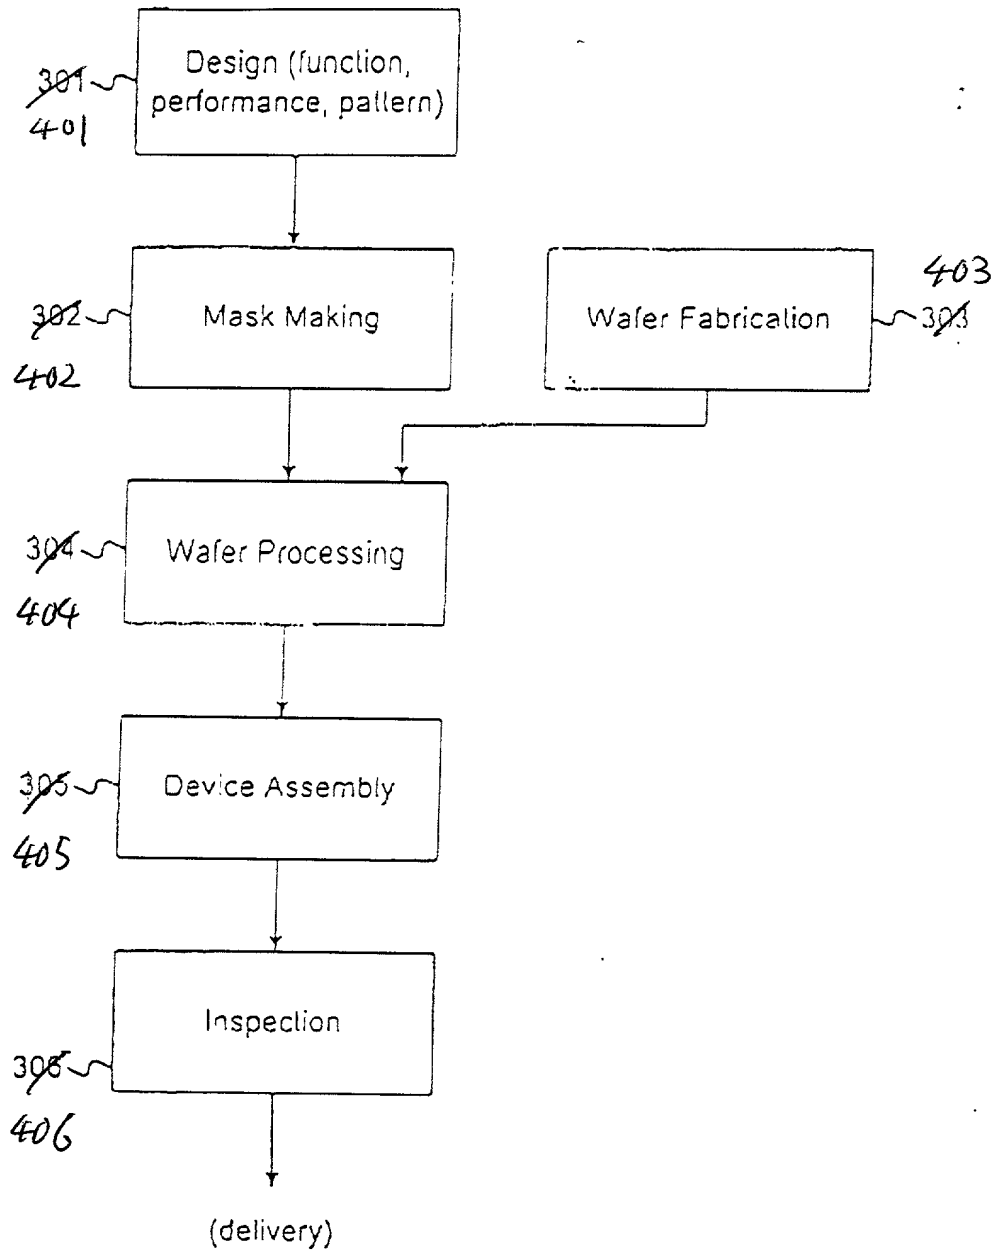 Design (function,
performance, pattern)
301
401
Mask Making
302
402
Wafer Fabrication
403
303
Wafer Processing
304
404
Device Assembly
305
405
Inspection
306
406
(delivery)